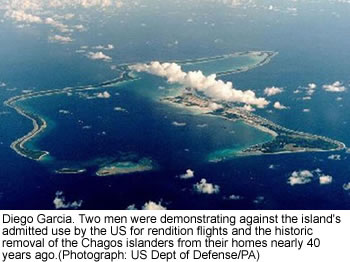 Diego Garcia. Two men were demonstrating against the island's
admitted use by the US for rendition flights and the historic
removal of the Chagos islanders from their homes nearly 40
years ago.(Photograph: US Dept of Defense/PA)